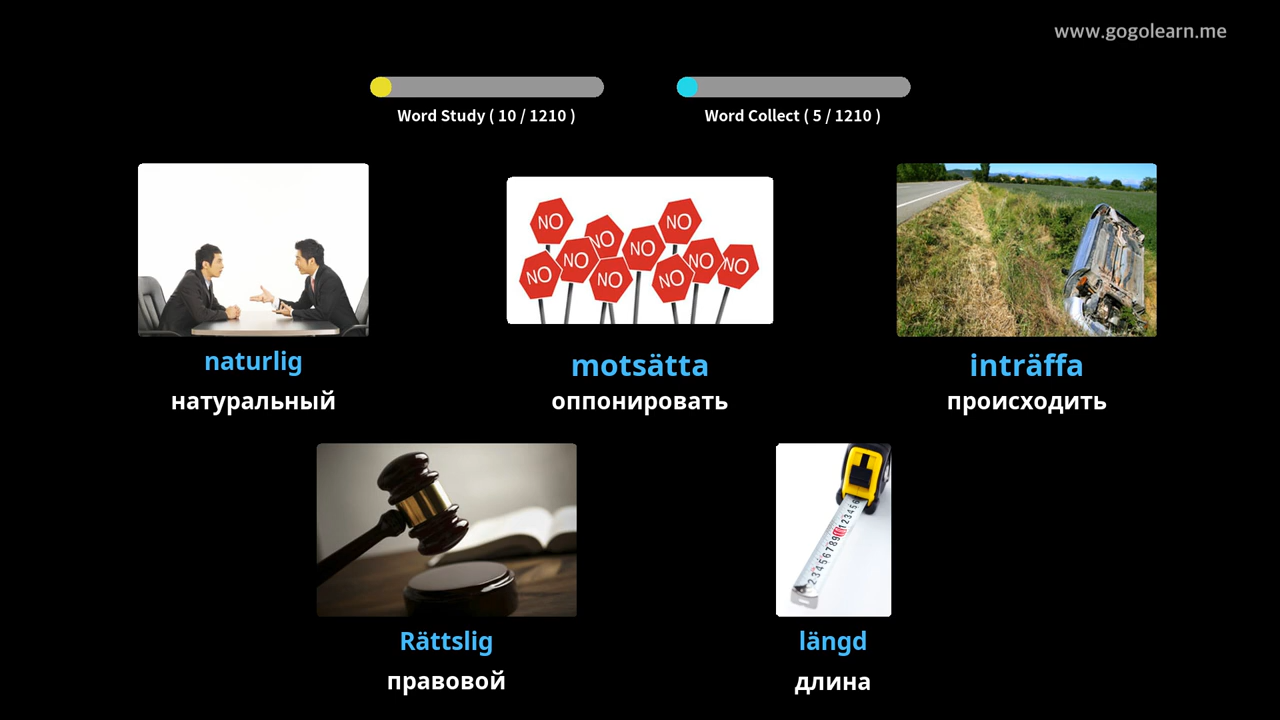 www.gogolearn.me
Word Study ( 10 / 1210 )
Word Collect ( 5 / 1210 )
NO NO NO NO NO NO NO NO NO NO
naturlig
motsätta
inträffa
натуральный
оппонировать
происходить
Rättslig
längd
правовой
длина